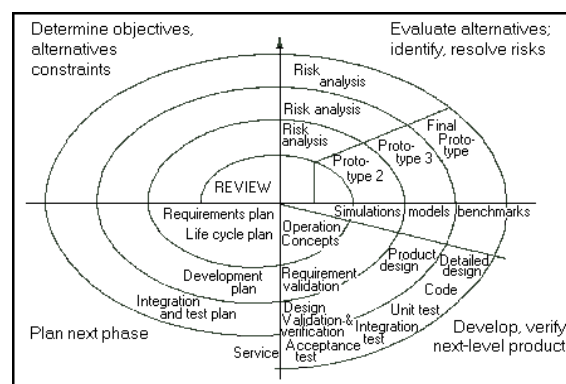 Determine objectives,
alternatives
constraints
Evaluate alternatives;
identify, resolve risks
Risk
analysis
Risk analysis
Risk
analysis
Proto-
type 2
Proto-
type 3
Final
Proto-
type
REVIEW
Requirements plan
Life cycle plan
Development
plan
Integration
and test plan
Plan next phase
Simulations models benchmarks
Operation
Concepts
Requirement
validation
Product
design
Detailed
design
Code
Unit test
Integration
test
Design
Validation &
verification
Acceptance
test
Service
Develop, verify
next-level product